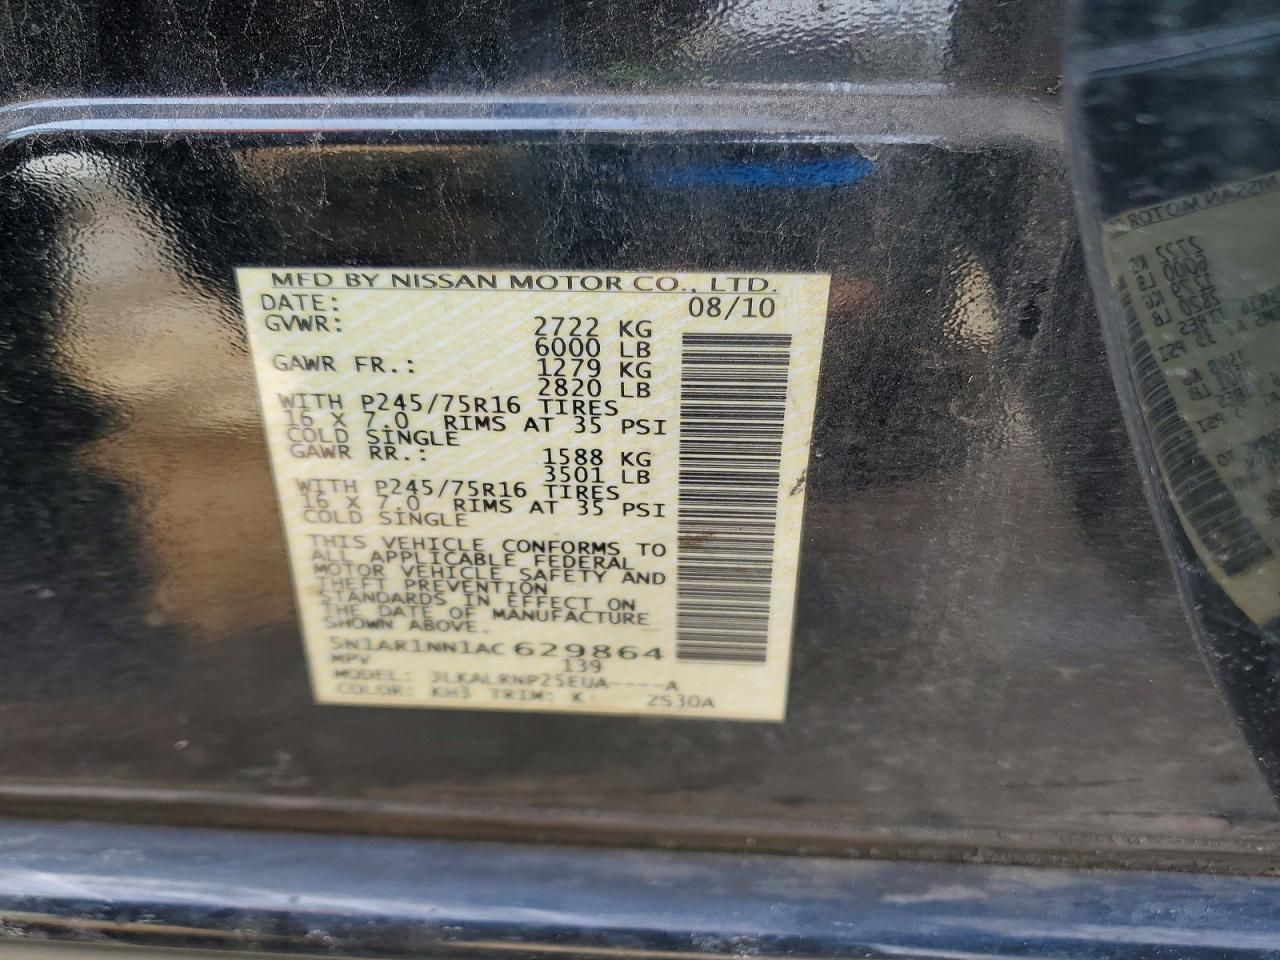 MFD BY NISSAN MOTOR CO., LTD.
DATE: 08/10
GVWR: 2722 KG
6000 LB
GAWR FR.: 1279 KG
2820 LB
WITH P245/75R16 TIRES
16 X 7.0 RIMS AT 35 PSI
COLD SINGLE
GAWR RR.: 1588 KG
3501 LB
WITH P245/75R16 TIRES
16 X 7.0 RIMS AT 35 PSI
COLD SINGLE
THIS VEHICLE CONFORMS TO
ALL APPLICABLE FEDERAL
MOTOR VEHICLE SAFETY AND
THEFT PREVENTION
STANDARDS IN EFFECT ON
THE DATE OF MANUFACTURE
SHOWN ABOVE.
5N1AR1NN1AC629864
MPV 139
MODEL: JLKALRNP25EUA----A
COLOR: KH3 TRIM: K ZS30A